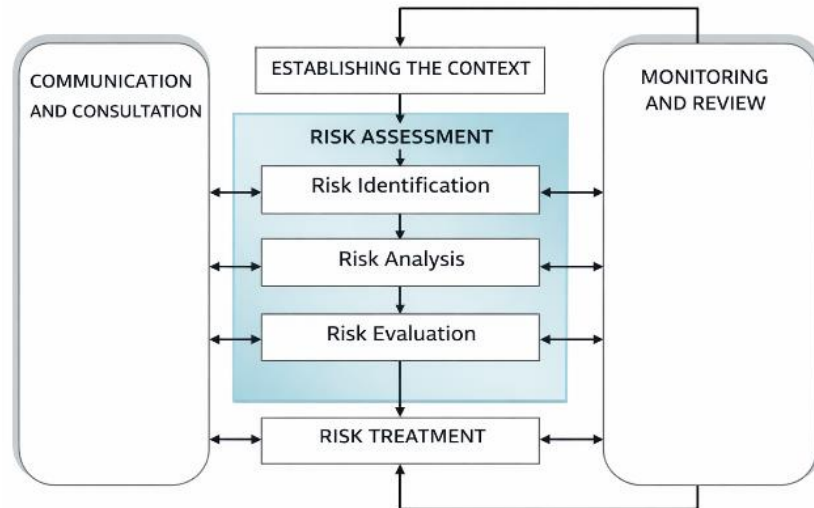 COMMUNICATION
AND CONSULTATION
ESTABLISHING THE CONTEXT
RISK ASSESSMENT
Risk Identification
Risk Analysis
Risk Evaluation
RISK TREATMENT
MONITORING
AND REVIEW